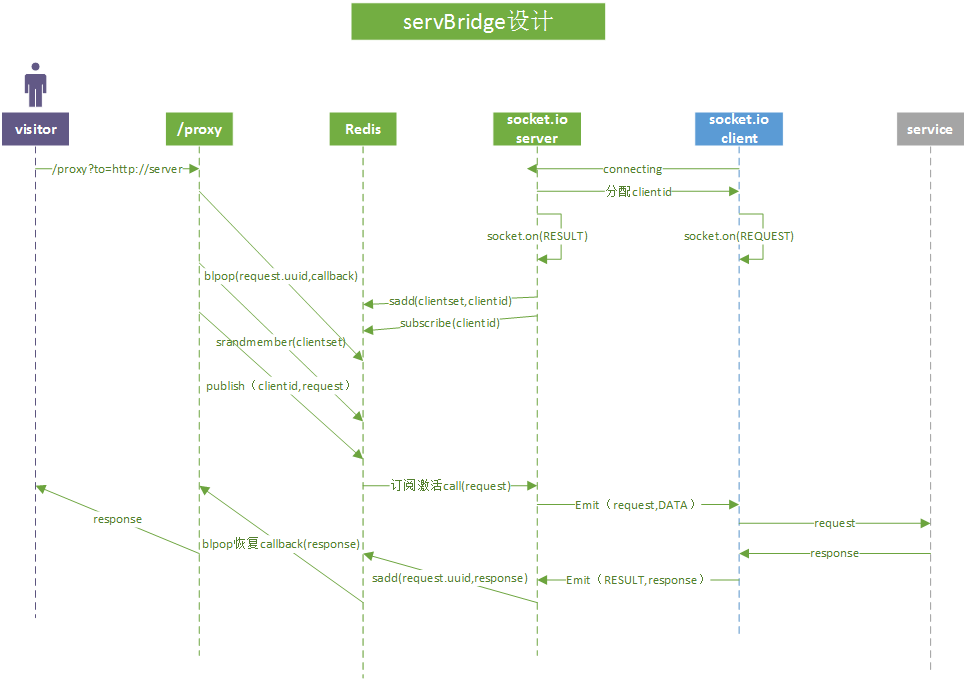 servBridge设计
visitor
/proxy
Redis
socket.io
server
socket.io
client
service
/proxy?to=http://server
connecting
分配clientid
socket.on(RESULT)
socket.on(REQUEST)
blpop(request.uuid,callback)
sadd(clientset,clientid)
subscribe(clientid)
srandmember(clientset)
publish（clientid,request）
订阅激活call(request)
Emit（request,DATA）
response
request
blpop恢复callback(response)
response
sadd(request.uuid,response)
Emit（RESULT,response）